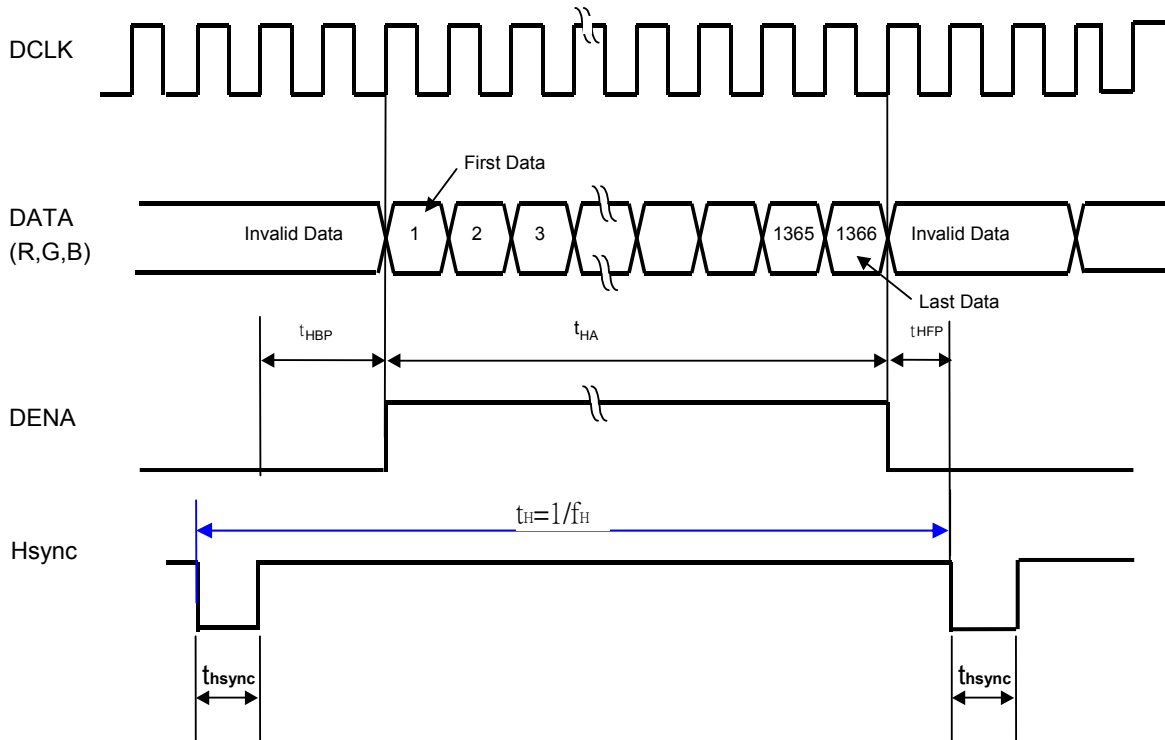 DCLK
First Data
DATA
(R,G,B)
Invalid Data
1
2
3
1365
1366
Invalid Data
Last Data
tHBP
tHA
tHFP
DENA
tH=1/fH
Hsync
thsync
thsync